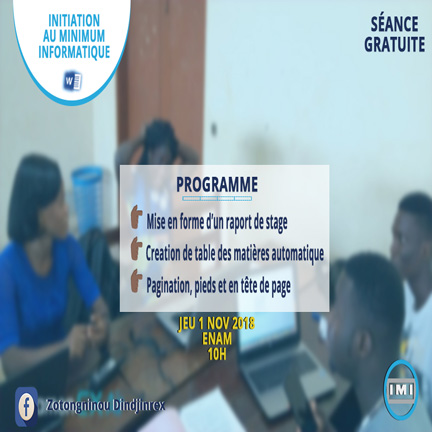 INITIATION
AU MINIMUM
INFORMATIQUE
W
SÉANCE
GRATUITE
PROGRAMME
Mise en forme d'un raport de stage
Creation de table des matières automatique
Pagination, pieds et en tête de page
JEU 1 NOV 2018
ENAM
10H
f
Zotongninou Dindjinrex
IMI